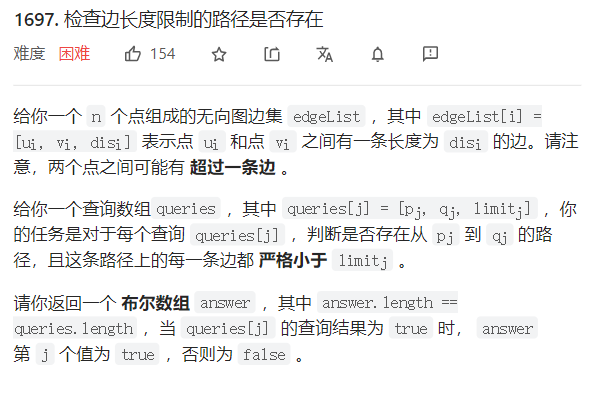 1697. 检查边长度限制的路径是否存在
难度 困难 154
给你一个 n 个点组成的无向图边集 edgeList ，其中 edgeList[i] =
[ui, vi, disi] 表示点 ui 和点 vi 之间有一条长度为 disi 的边。请注
意，两个点之间可能有 超过一条边 。
给你一个查询数组 queries ，其中 queries[j] = [pj, qj, limitj] ，你
的任务是对于每个查询 queries[j] ，判断是否存在从 pj 到 qj 的路
径，且这条路径上的每一条边都 严格小于 limitj 。
请你返回一个 布尔数组 answer ，其中 answer.length ==
queries.length ，当 queries[j] 的查询结果为 true 时， answer
第 j 个值为 true ，否则为 false 。